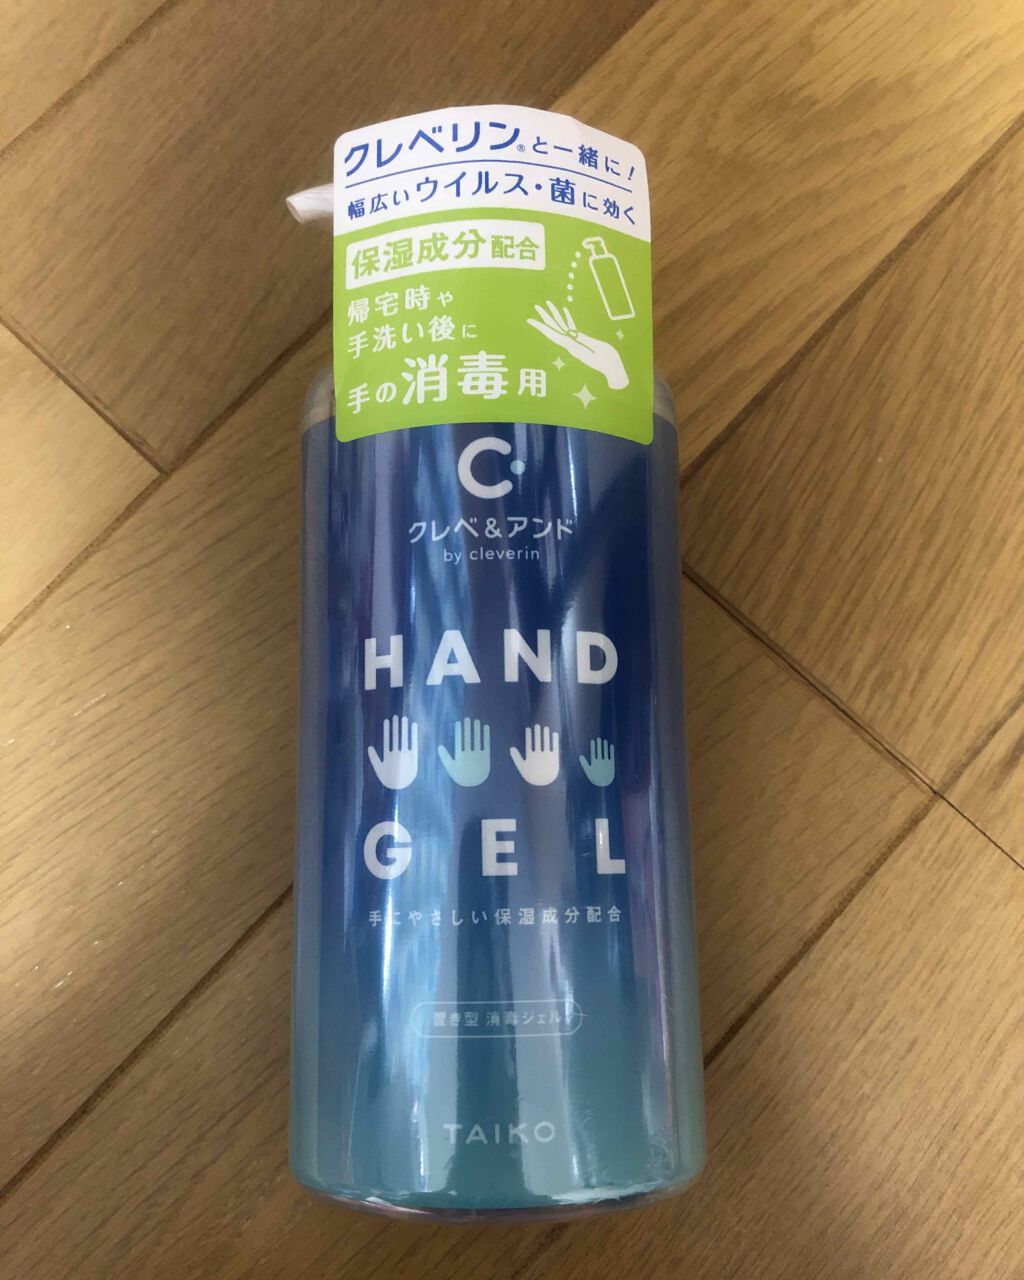 クレベリン®と一緒に!
幅広いウイルス・菌に効く
保湿成分配合
帰宅時や
手洗い後に
手の消毒用
C
クレベ&アンド
by cleverin
HAND
GEL
手にやさしい保湿成分配合
置き型 消毒ジェル
TAIKO